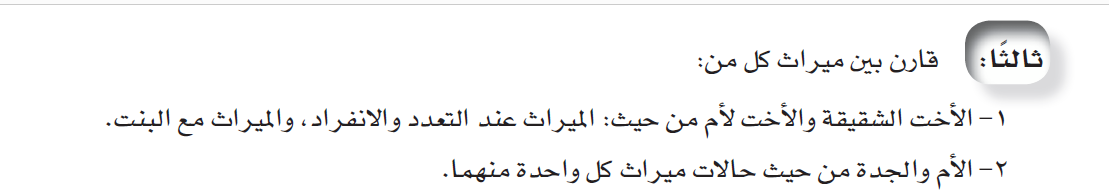 ثالثًا: قارن بين ميراث كل من:
١- الأخت الشقيقة والأخت لأم من حيث: الميراث عند التعدد والانفراد، والميراث مع البنت.
٢- الأم والجدة من حيث حالات ميراث كل واحدة منهما.